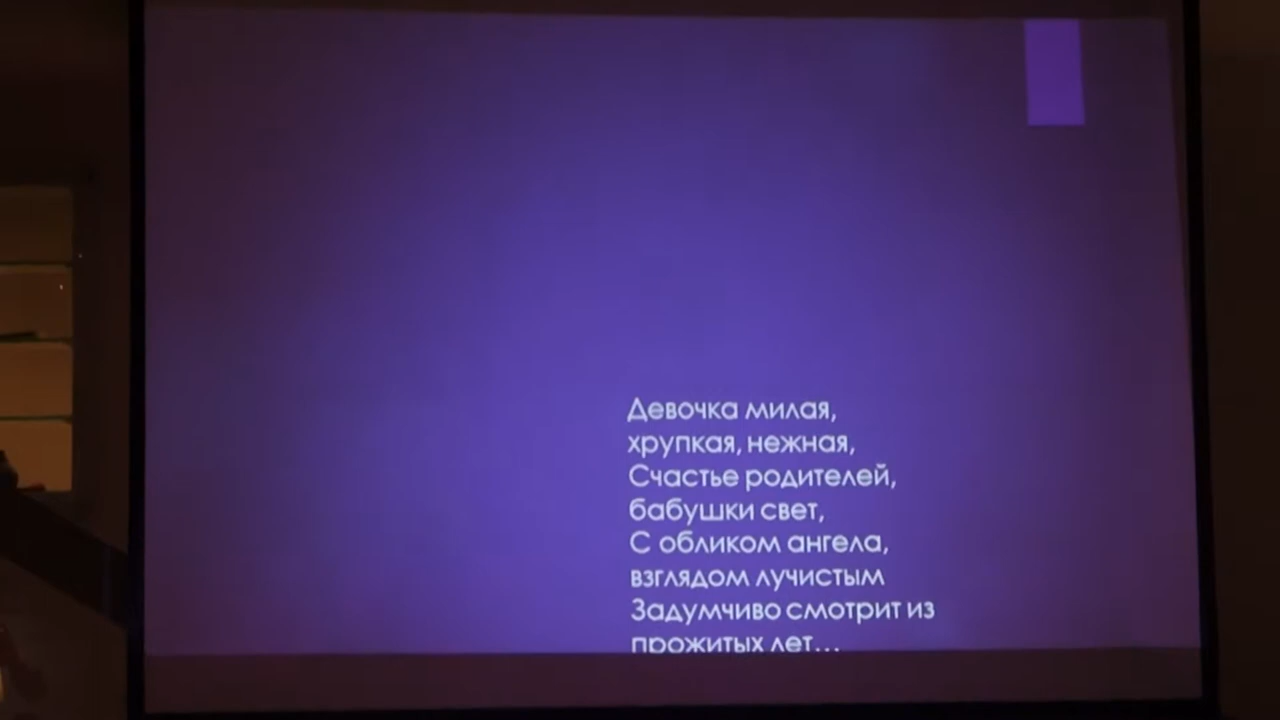 Девочка милая,
хрупкая, нежная,
Счастье родителей,
бабушки свет,
С обликом ангела,
взглядом лучистым
Задумчиво смотрит из
прожитых лет...